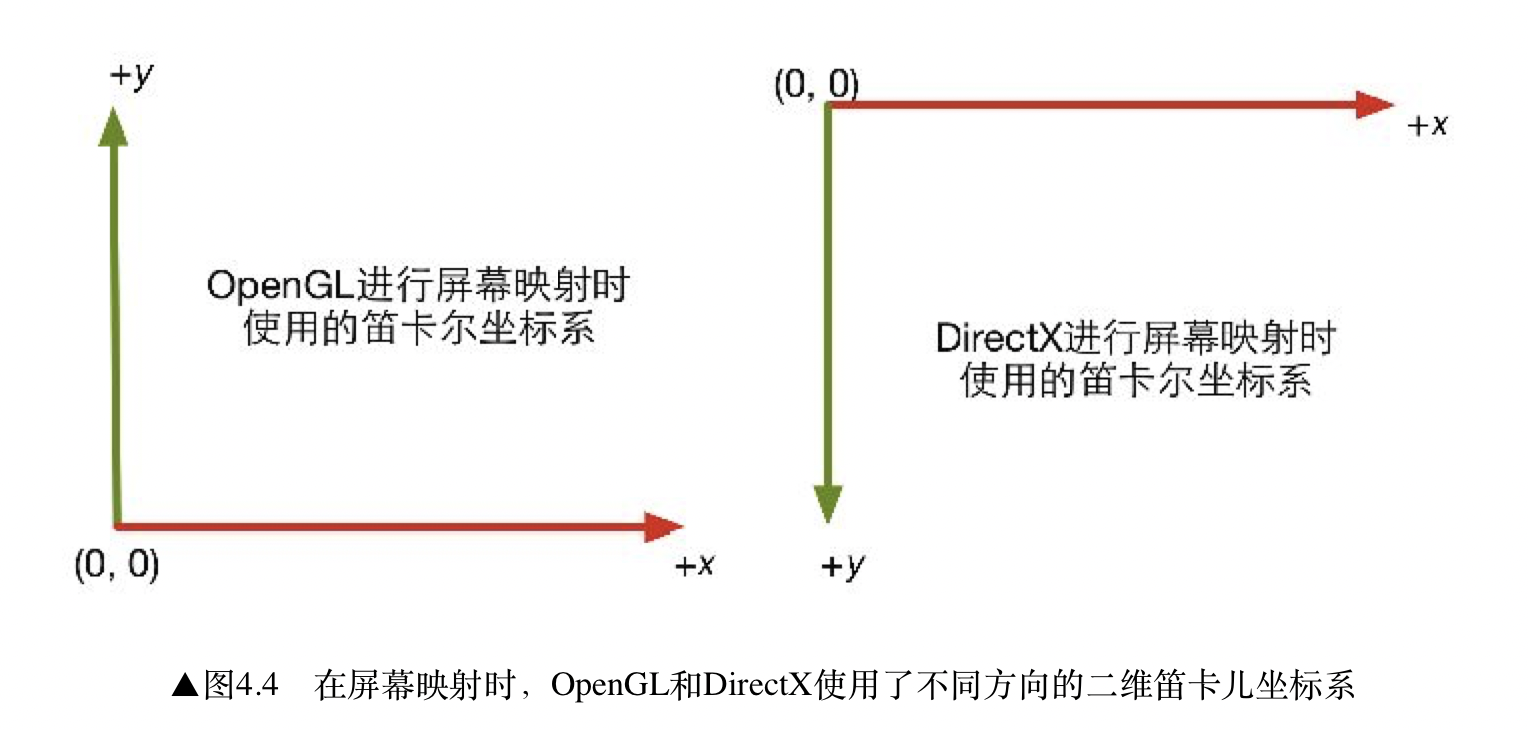 +y
OpenGL进行屏幕映射时
使用的笛卡尔坐标系
(0, 0)
+x
(0, 0)
+x
DirectX进行屏幕映射时
使用的笛卡尔坐标系
+y
▲图4.4 在屏幕映射时，OpenGL和DirectX使用了不同方向的二维笛卡儿坐标系